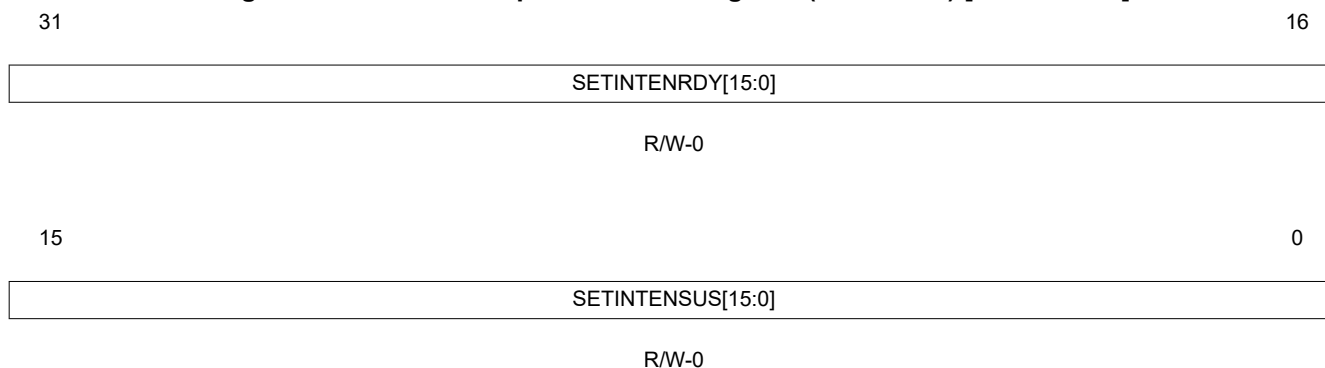 31 16
SETINTENRDY[15:0]
R/W-0
15 0
SETINTENSUS[15:0]
R/W-0